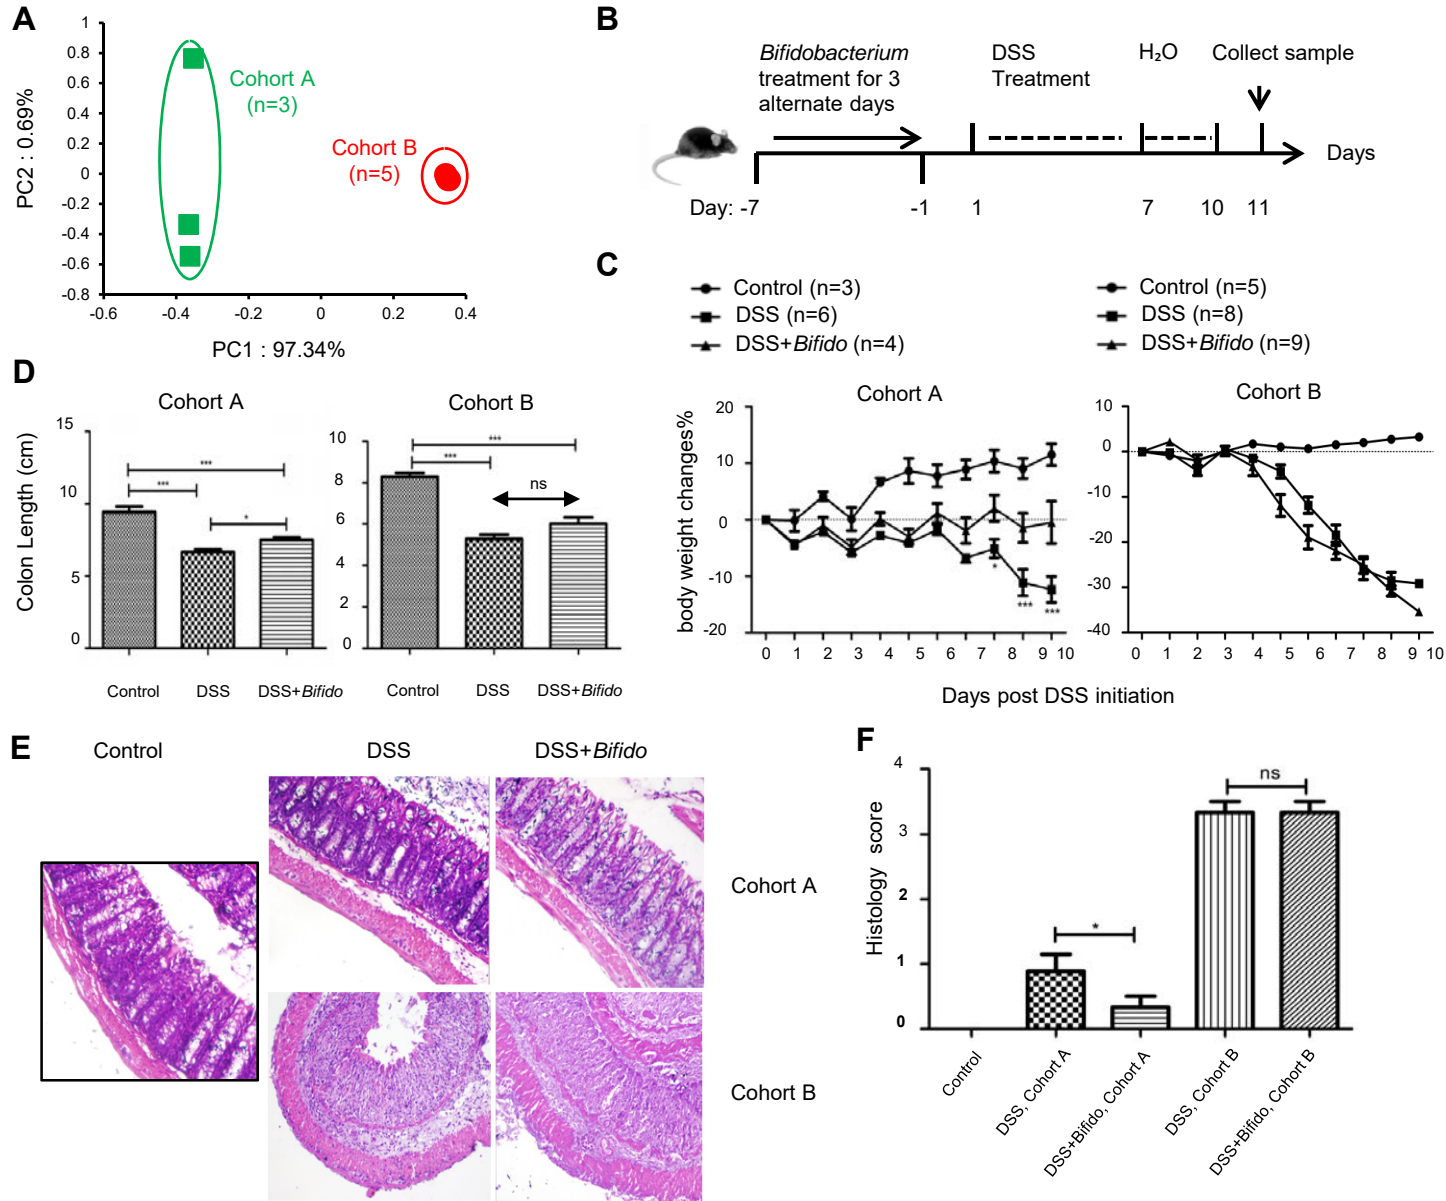 A
1
0.8
0.6
0.4
0.2
0
-0.2
-0.4
-0.6
-0.8
-0.6
-0.4
-0.2
0
0.2
0.4
PC2 : 0.69%
PC1 : 97.34%
Cohort A
(n=3)
Cohort B
(n=5)
B
Bifidobacterium
treatment for 3
alternate days
DSS
Treatment
H₂O
Collect sample
Days
Day: -7
-1
1
7
10
11
C
Control (n=3)
DSS (n=6)
DSS+Bifido (n=4)
Control (n=5)
DSS (n=8)
DSS+Bifido (n=9)
Cohort A
20
10
0
-10
-20
body weight changes%
*
***
***
0 1 2 3 4 5 6 7 8 9 10
Cohort B
10
0
-10
-20
-30
-40
0 1 2 3 4 5 6 7 8 9 10
Days post DSS initiation
D
Cohort A
Colon Length (cm)
15
10
5
0
***
***
*
Control
DSS
DSS+Bifido
Cohort B
10
8
6
4
2
0
***
***
ns
Control
DSS
DSS+Bifido
E
Control
DSS
DSS+Bifido
Cohort A
Cohort B
F
Histology score
4
3
2
1
0
*
ns
Control
DSS, Cohort A
DSS+Bifido, Cohort A
DSS, Cohort B
DSS+Bifido, Cohort B